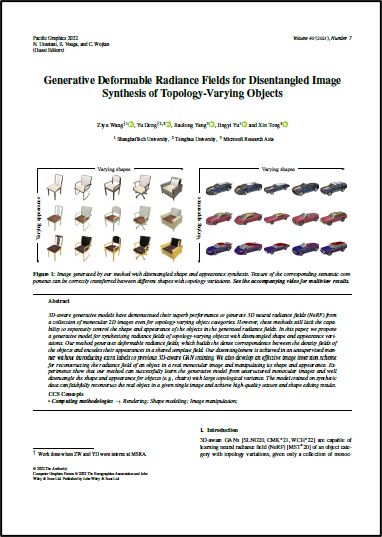 Pacific Graphics 2022
N. Umetani, E. Vouga, and C. Wojtan
(Guest Editors)
Volume 41 (2022), Number 7
Generative Deformable Radiance Fields for Disentangled Image
Synthesis of Topology-Varying Objects
Ziyu Wang Yu Deng Jiaolong Yang Jingyi Yu and Xin Tong
1 ShanghaiTech University, 2 Tsinghua University, 3 Microsoft Research Asia
Varying shapes
Varying shapes
Varying appearance
Varying appearance
Figure 1: Image generated by our method with disentangled shape and appearance synthesis. Texture of the corresponding semantic com-
ponents can be correctly transferred between different shapes with topology variations. See the accompanying video for multiview results.
Abstract
3D-aware generative models have demonstrated their superb performance to generate 3D neural radiance fields (NeRF) from
a collection of monocular 2D images even for topology-varying object categories. However, these methods still lack the capa-
bility to separately control the shape and appearance of the objects in the generated radiance fields. In this paper, we propose
a generative model for synthesizing radiance fields of topology-varying objects with disentangled shape and appearance vari-
ations. Our method generates deformable radiance fields, which builds the dense correspondence between the density fields of
the objects and encodes their appearances in a shared template field. Our disentanglement is achieved in an unsupervised man-
ner without introducing extra labels to previous 3D-aware GAN training. We also develop an effective image inversion scheme
for reconstructing the radiance field of an object in a real monocular image and manipulating its shape and appearance. Ex-
periments show that our method can successfully learn the generative model from unstructured monocular images and well
disentangle the shape and appearance for objects (e.g., chairs) with large topological variance. The model trained on synthetic
data can faithfully reconstruct the real object in a given single image and achieve high-quality texture and shape editing results.
CCS Concepts
• Computing methodologies → Rendering; Shape modeling; Image manipulation;
† Work done when ZW and YD were interns at MSRA.
© 2022 The Author(s)
Computer Graphics Forum © 2022 The Eurographics Association and John
Wiley & Sons Ltd. Published by John Wiley & Sons Ltd.
1. Introduction
3D-aware GANs [SLNG20, CMK*21, WCH*22] are capable of
learning neural radiance field (NeRF) [MST*20] of an object cate-
gory with topology variations, given only a collection of monoc-